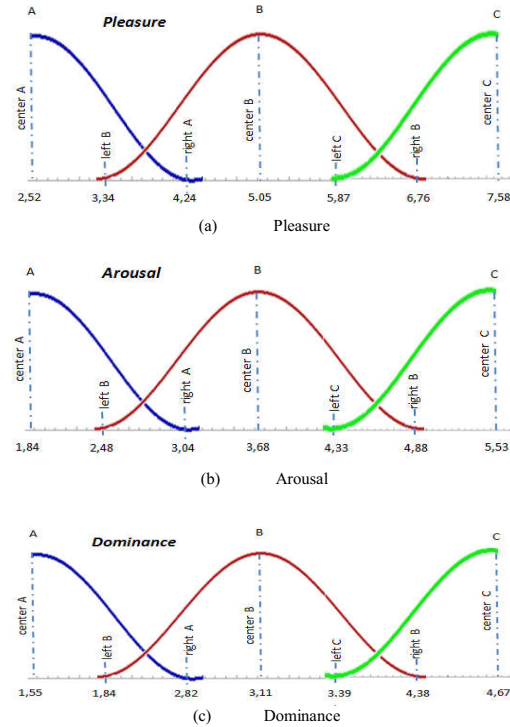 A
Pleasure
B
C
center A
left B
right A
center B
left C
right B
center C
2,52 3,34 4,24 5.05 5,87 6,76 7,58
(a) Pleasure
A
Arousal
B
C
center A
left B
right A
center B
left C
right B
center C
1,84 2,48 3,04 3,68 4,33 4,88 5,53
(b) Arousal
A
Dominance
B
C
center A
left B
right A
center B
left C
right B
center C
1,55 1,84 2,82 3,11 3.39 4,38 4,67
(c) Dominance